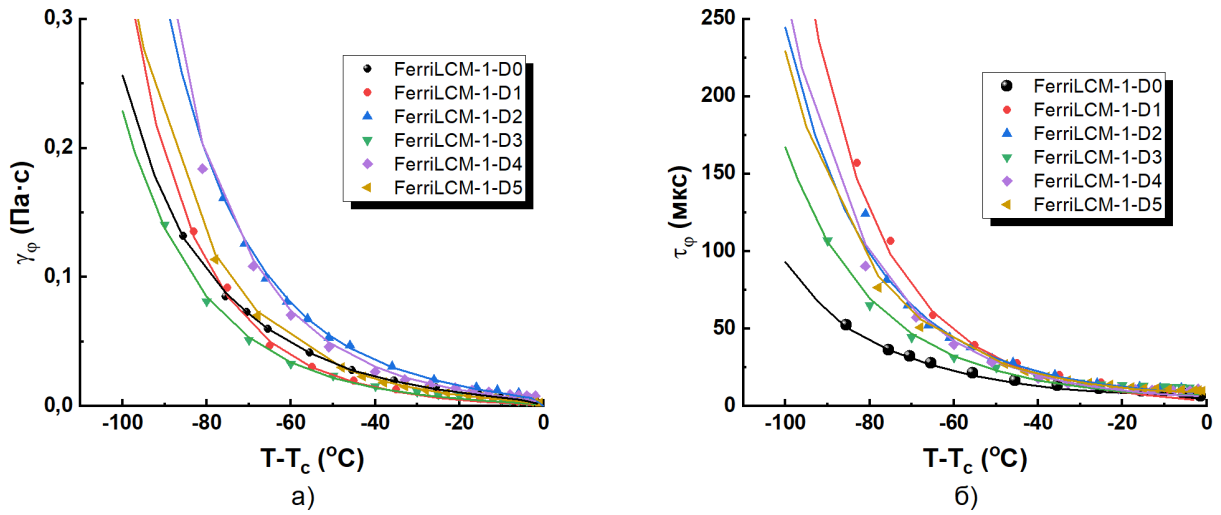 0,3
0,2
0,1
0,0
γφ (Па·с)
-100
-80
-60
-40
-20
0
T-Tc (oC)
FerriLCM-1-D0
FerriLCM-1-D1
FerriLCM-1-D2
FerriLCM-1-D3
FerriLCM-1-D4
FerriLCM-1-D5
а)
250
200
150
100
50
0
τφ (мкс)
-100
-80
-60
-40
-20
0
T-Tc (oC)
FerriLCM-1-D0
FerriLCM-1-D1
FerriLCM-1-D2
FerriLCM-1-D3
FerriLCM-1-D4
FerriLCM-1-D5
б)